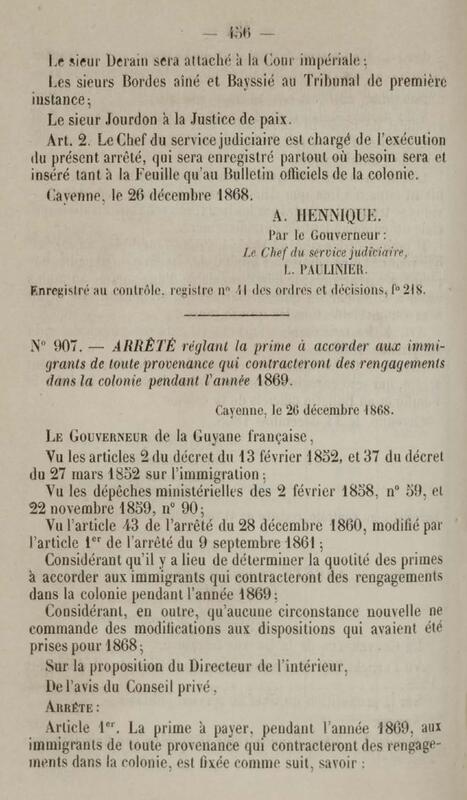 — 456 —
Le sieur Derain sera attaché à la Cour impériale;
Les sieurs Bordes aîné et Bayssié au Tribunal de première
instance;
Le sieur Jourdon à la Justice de paix.
Art. 2. Le Chef du service judiciaire est chargé de l'exécution
du présent arrêté, qui sera enregistré partout où besoin sera et
inséré tant à la Feuille qu'au Bulletin officiels de la colonie.
Cayenne, le 26 décembre 1868.
A. HENNIQUE.
Par le Gouverneur:
Le Chef du service judiciaire,
L. PAULINIER.
Enregistré au contrôle, registre n° 41 des ordres et décisions, f° 218.
N° 907. — ARRÊTÉ réglant la prime à accorder aux immi-
grants de toute provenance qui contracteront des rengagements
dans la colonie pendant l'année 1869.
Cayenne, le 26 décembre 1868.
LE GOUVERNEUR de la Guyane française,
Vu les articles 2 du décret du 13 février 1852, et 37 du décret
du 27 mars 1852 sur l'immigration;
Vu les dépêches ministérielles des 2 février 1858, n° 59, et
22 novembre 1859, n° 90;
Vu l'article 43 de l'arrêté du 28 décembre 1860, modifié par
l'article 1er de l'arrêté du 9 septembre 1861;
Considérant qu'il y a lieu de déterminer la quotité des primes
à accorder aux immigrants qui contracteront des rengagements
dans la colonie pendant l'année 1869;
Considérant, en outre, qu'aucune circonstance nouvelle ne
commande des modifications aux dispositions qui avaient été
prises pour 1868;
Sur la proposition du Directeur de l'intérieur,
De l'avis du Conseil privé,
ARRÊTE:
Article 1er. La prime à payer, pendant l'année 1869, aux
immigrants de toute provenance qui contracteront des rengage-
ments dans la colonie, est fixée comme suit, savoir: